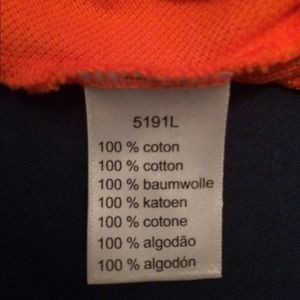 5191L
100 % coton
100 % cotton
100 % baumwolle
100 % katoen
100 % cotone
100 % algodão
100 % algodón